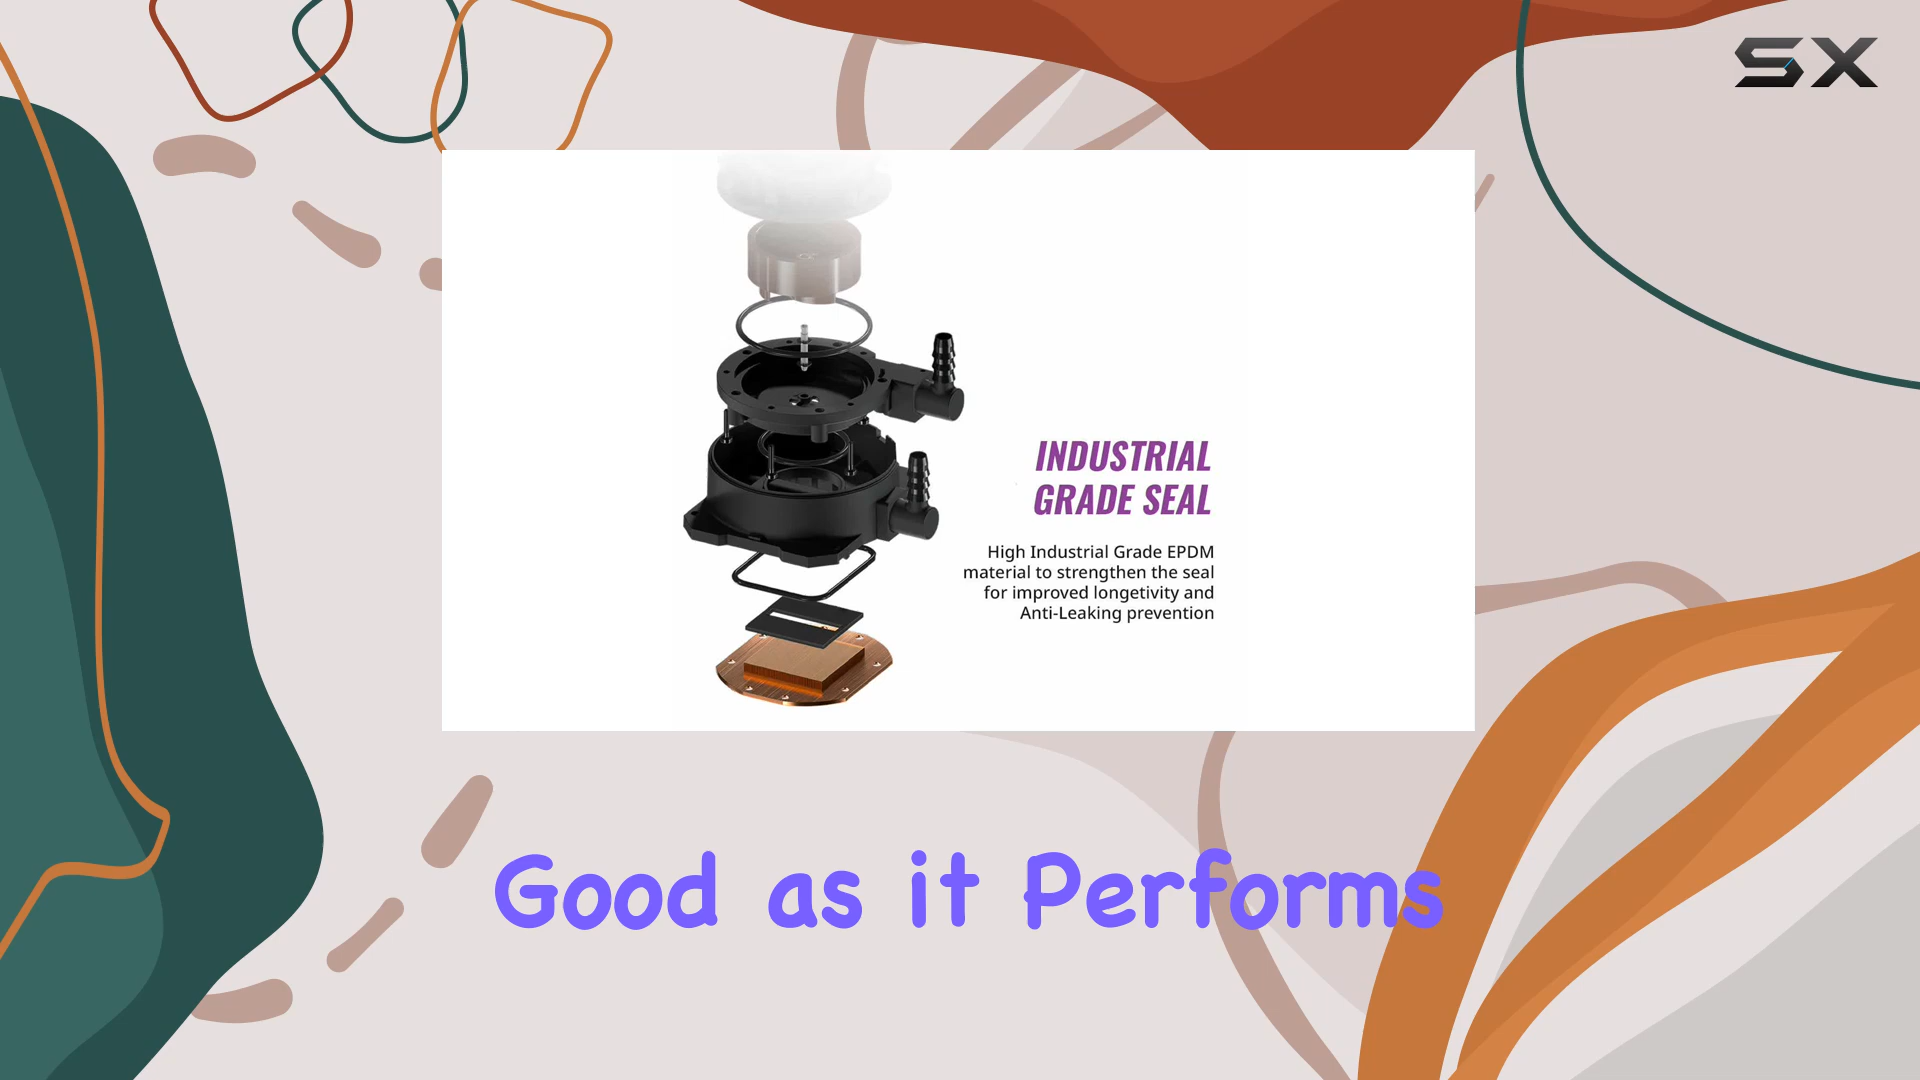 SX
INDUSTRIAL
GRADE SEAL
High Industrial Grade EPDM
material to strengthen the seal
for improved longetivity and
Anti-Leaking prevention
Good as it Performs